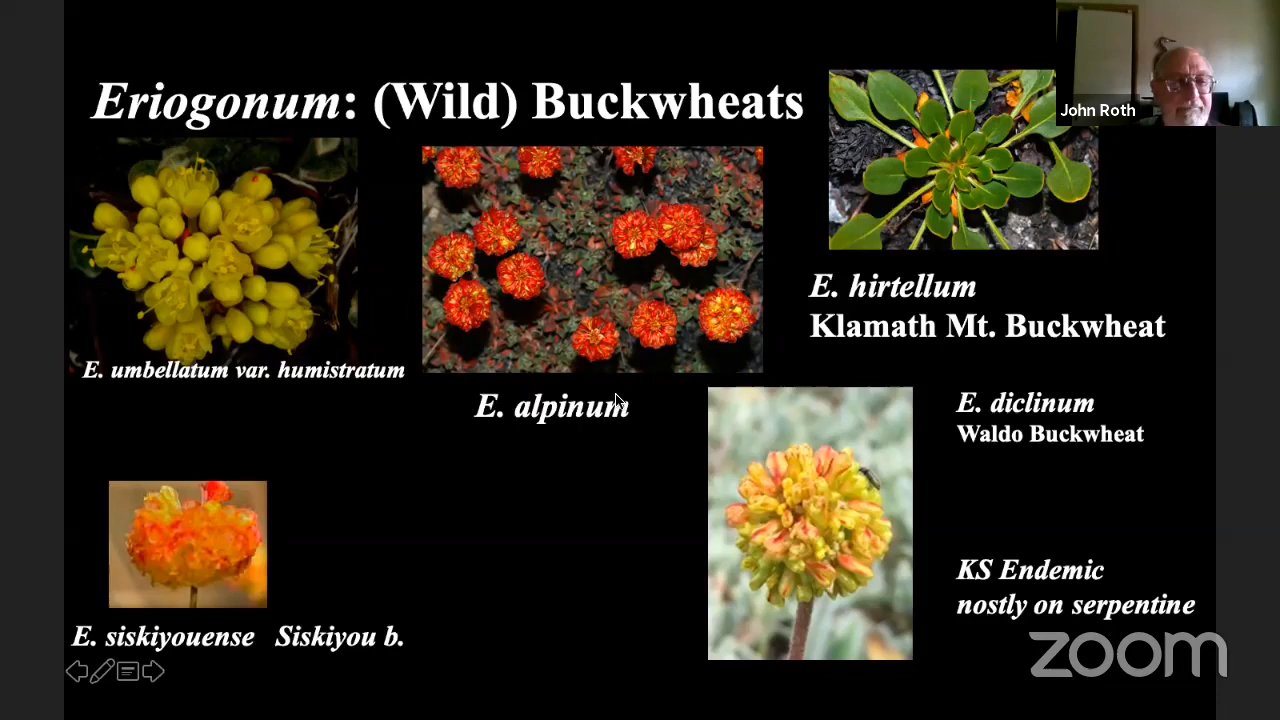 Eriogonum: (Wild) Buckwheats
John Roth
E. hirtellum
Klamath Mt. Buckwheat
E. umbellatum var. humistratum
E. alpinum
E. diclinum
Waldo Buckwheat
KS Endemic
nostly on serpentine
E. siskiyouense Siskiyou b.
zoom